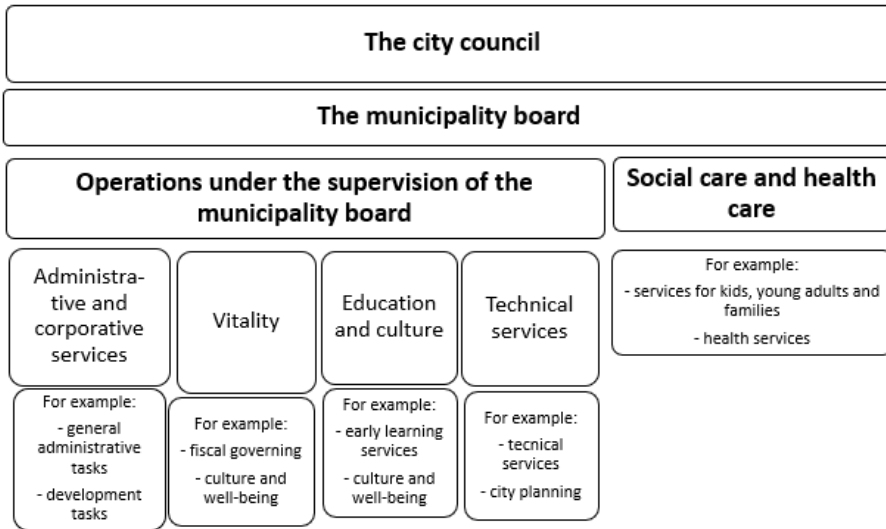 The city council
The municipality board
Operations under the supervision of the
municipality board
Social care and health
care
Administra-
tive and
corporative
services
Vitality
Education
and culture
Technical
services
For example:
- services for kids, young adults and
families
- health services
For example:
- general
administrative
tasks
- development
tasks
For example:
- fiscal governing
- culture and
well-being
For example:
- early learning
services
- culture and
well-being
For example:
- tecnical
services
- city planning